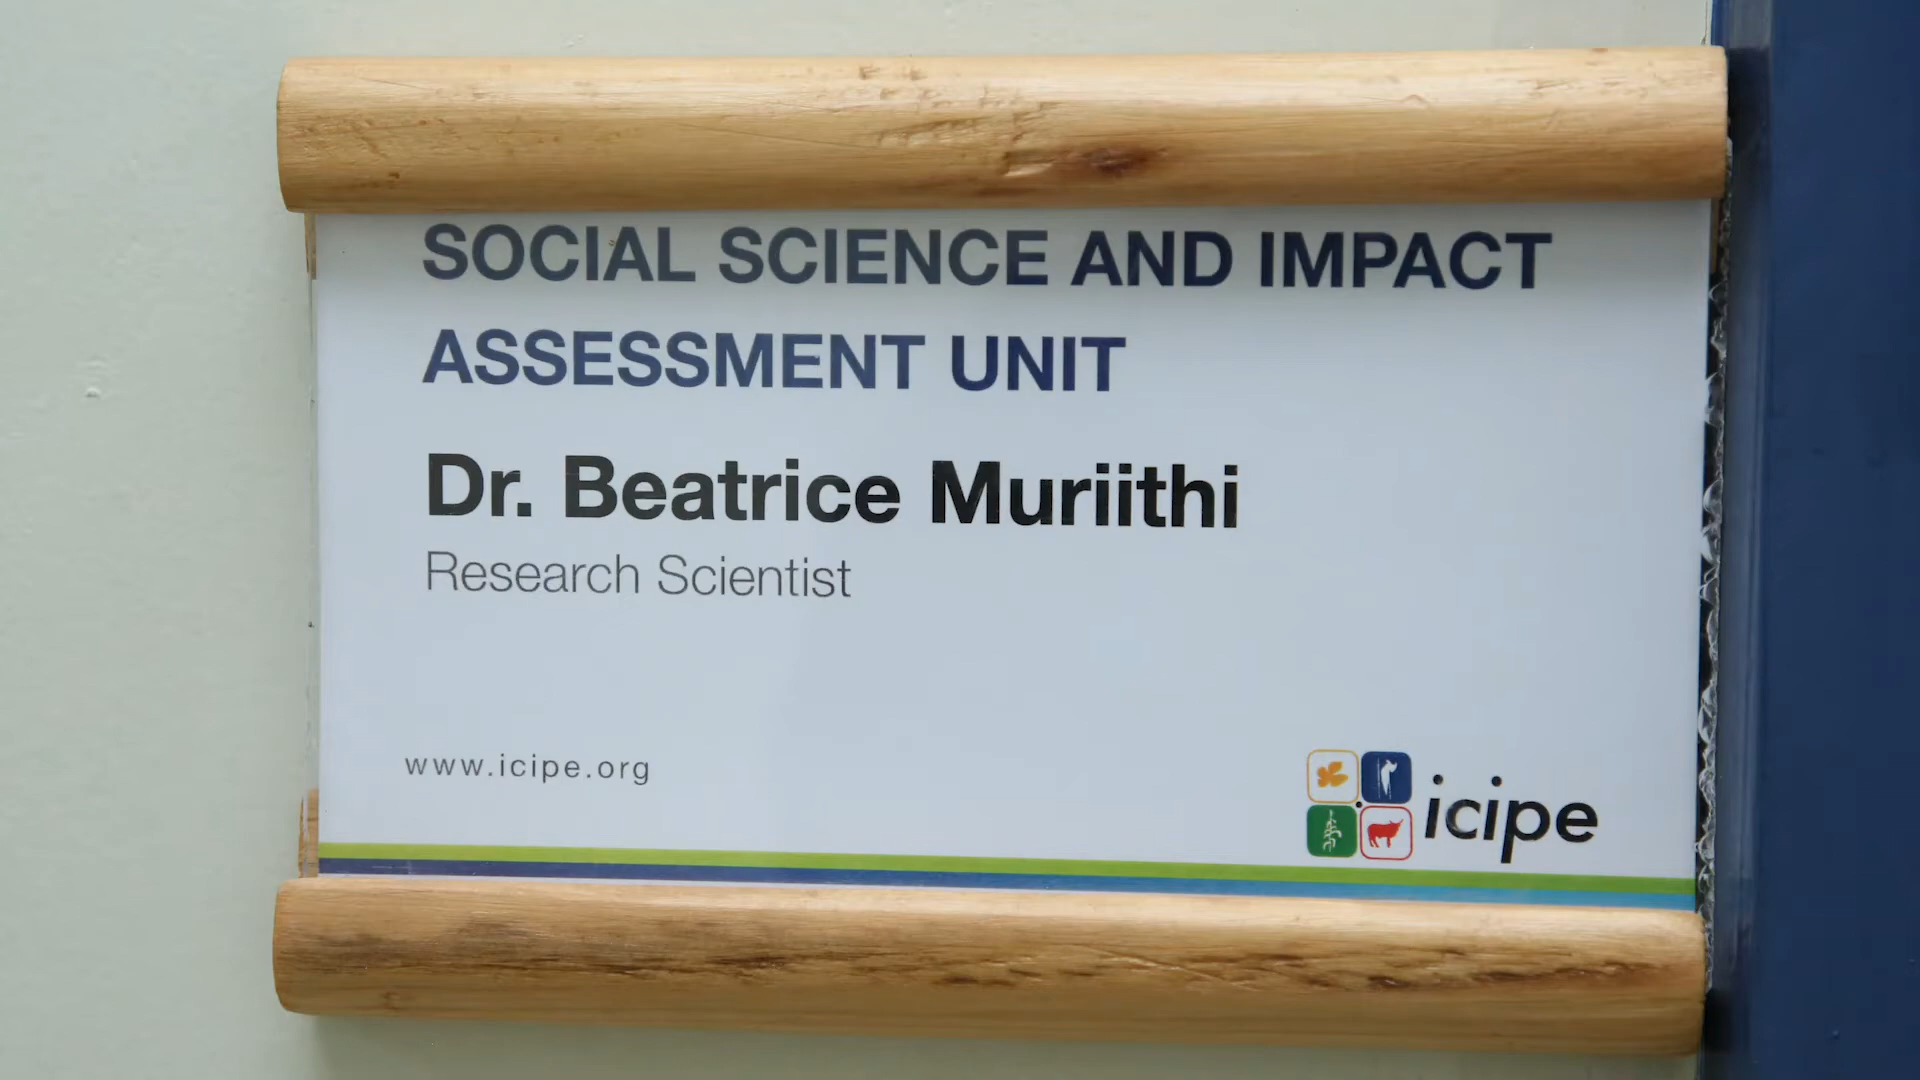 SOCIAL SCIENCE AND IMPACT
ASSESSMENT UNIT
Dr. Beatrice Muriithi
Research Scientist
www.icipe.org
icipe